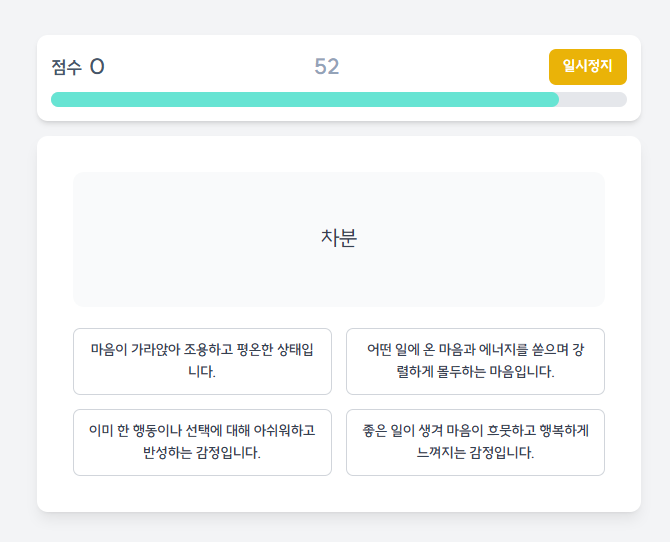 점수 0
52
일시정지
차분
마음이 가라앉아 조용하고 평온한 상태입
니다.
어떤 일에 온 마음과 에너지를 쏟으며 강
렬하게 몰두하는 마음입니다.
이미 한 행동이나 선택에 대해 아쉬워하고
반성하는 감정입니다.
좋은 일이 생겨 마음이 흐뭇하고 행복하게
느껴지는 감정입니다.